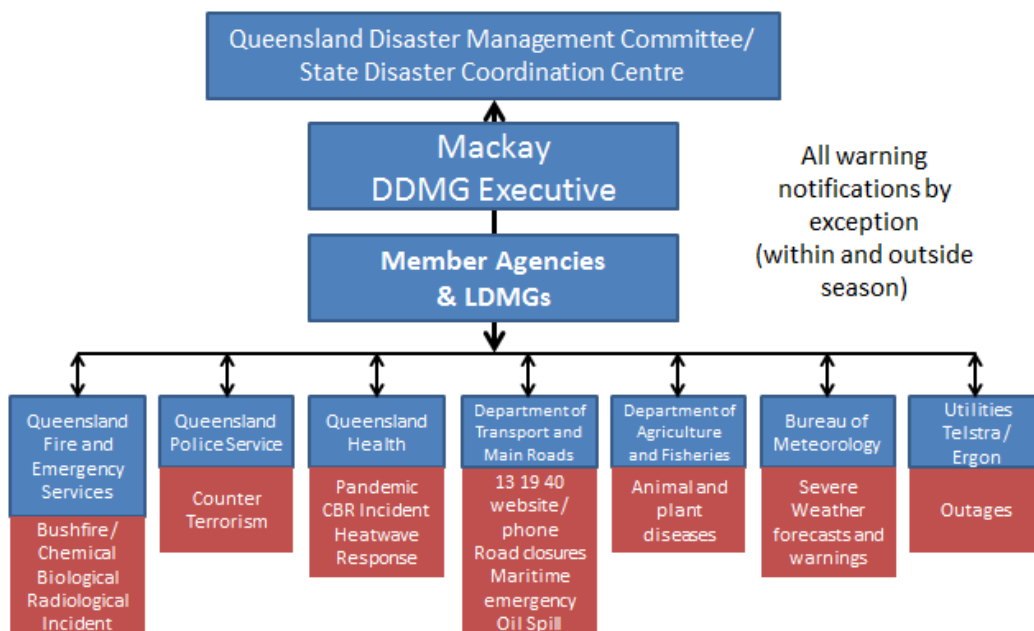 Queensland Disaster Management Committee/
State Disaster Coordination Centre
Mackay
DDMG Executive
All warning
notifications by
exception
(within and outside
season)
Member Agencies
& LDMGs
Queensland
Fire and
Emergency
Services
Bushfire /
Chemical
Biological
Radiological
Incident
Queensland
Police Service
Counter
Terrorism
Queensland
Health
Pandemic
CBR Incident
Heatwave
Response
Department of
Transport and
Main Roads
13 19 40
website /
phone
Road closures
Maritime
emergency
Oil Spill
Department of
Agriculture
and Fisheries
Animal and
plant
diseases
Bureau of
Meteorology
Severe
Weather
forecasts and
warnings
Utilities
Telstra /
Ergon
Outages